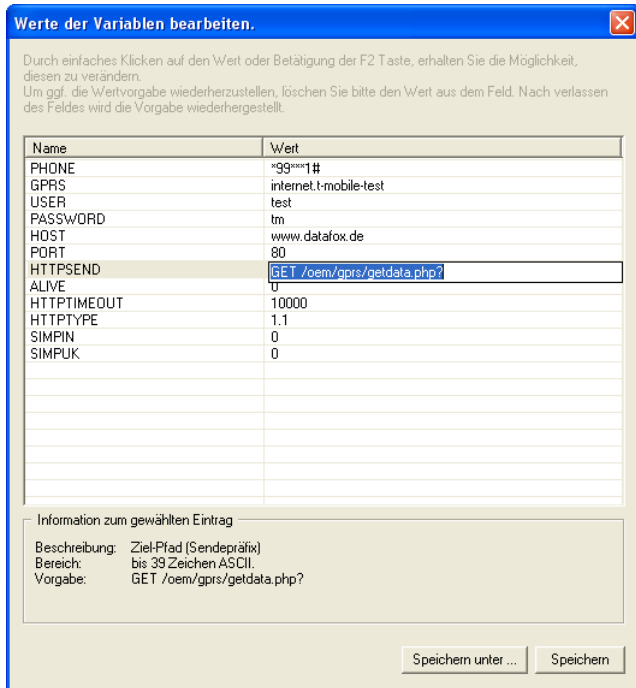 Werte der Variablen bearbeiten.
Durch einfaches Klicken auf den Wert oder Betätigung der F2 Taste, erhalten Sie die Möglichkeit,
diesen zu verändern.
Um ggf. die Wertvorgabe wiederherzustellen, löschen Sie bitte den Wert aus dem Feld. Nach verlassen
des Feldes wird die Vorgabe wiederhergestellt.
Name Wert
PHONE *99***1#
GPRS internet.t-mobile-test
USER test
PASSWORD tm
HOST www.datafox.de
PORT 80
HTTPSEND GET /oem/gprs/getdata.php?
ALIVE 0
HTTPTIMEOUT 10000
HTTPTYPE 1.1
SIMPIN 0
SIMPUK 0
Information zum gewählten Eintrag
Beschreibung: Ziel-Pfad (Sendepräfix)
Bereich: bis 39 Zeichen ASCII.
Vorgabe: GET /oem/gprs/getdata.php?
Speichern unter ... Speichern